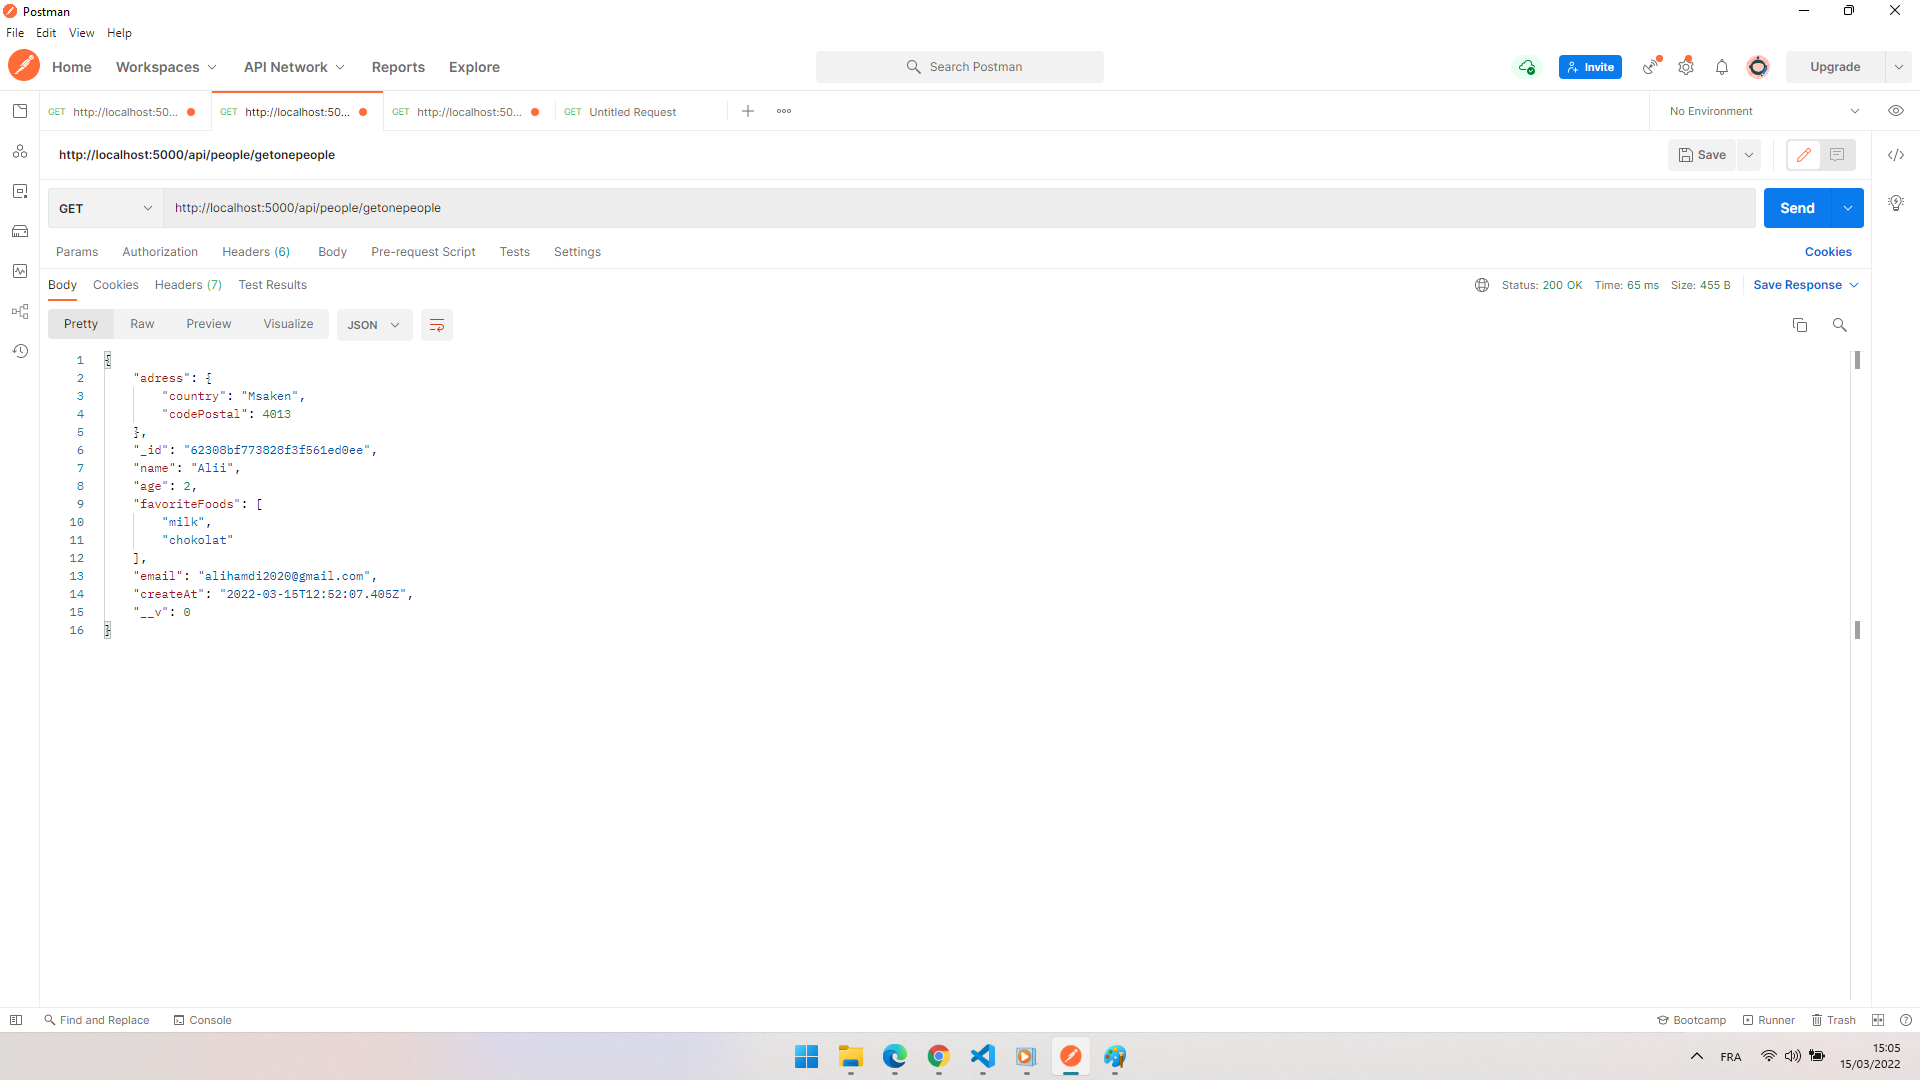 Postman
File Edit View Help
Home Workspaces API Network Reports Explore Search Postman Invite Upgrade
GET http://localhost:50... GET http://localhost:50... GET http://localhost:50... GET Untitled Request No Environment
http://localhost:5000/api/people/getonepeople Save
GET http://localhost:5000/api/people/getonepeople Send
Params Authorization Headers (6) Body Pre-request Script Tests Settings Cookies
Body Cookies Headers (7) Test Results Status: 200 OK Time: 65 ms Size: 455 B Save Response
Pretty Raw Preview Visualize JSON
1 {
2 "adress": {
3 "country": "Msaken",
4 "codePostal": 4013
5 },
6 "_id": "62308bf773828f3f561ed0ee",
7 "name": "Alii",
8 "age": 2,
9 "favoriteFoods": [
10 "milk",
11 "chokolat"
12 ],
13 "email": "alihamdi2020@gmail.com",
14 "createAt": "2022-03-15T12:52:07.405Z",
15 "__v": 0
16 }
Find and Replace Console Bootcamp Runner Trash
FRA 15:05
15/03/2022